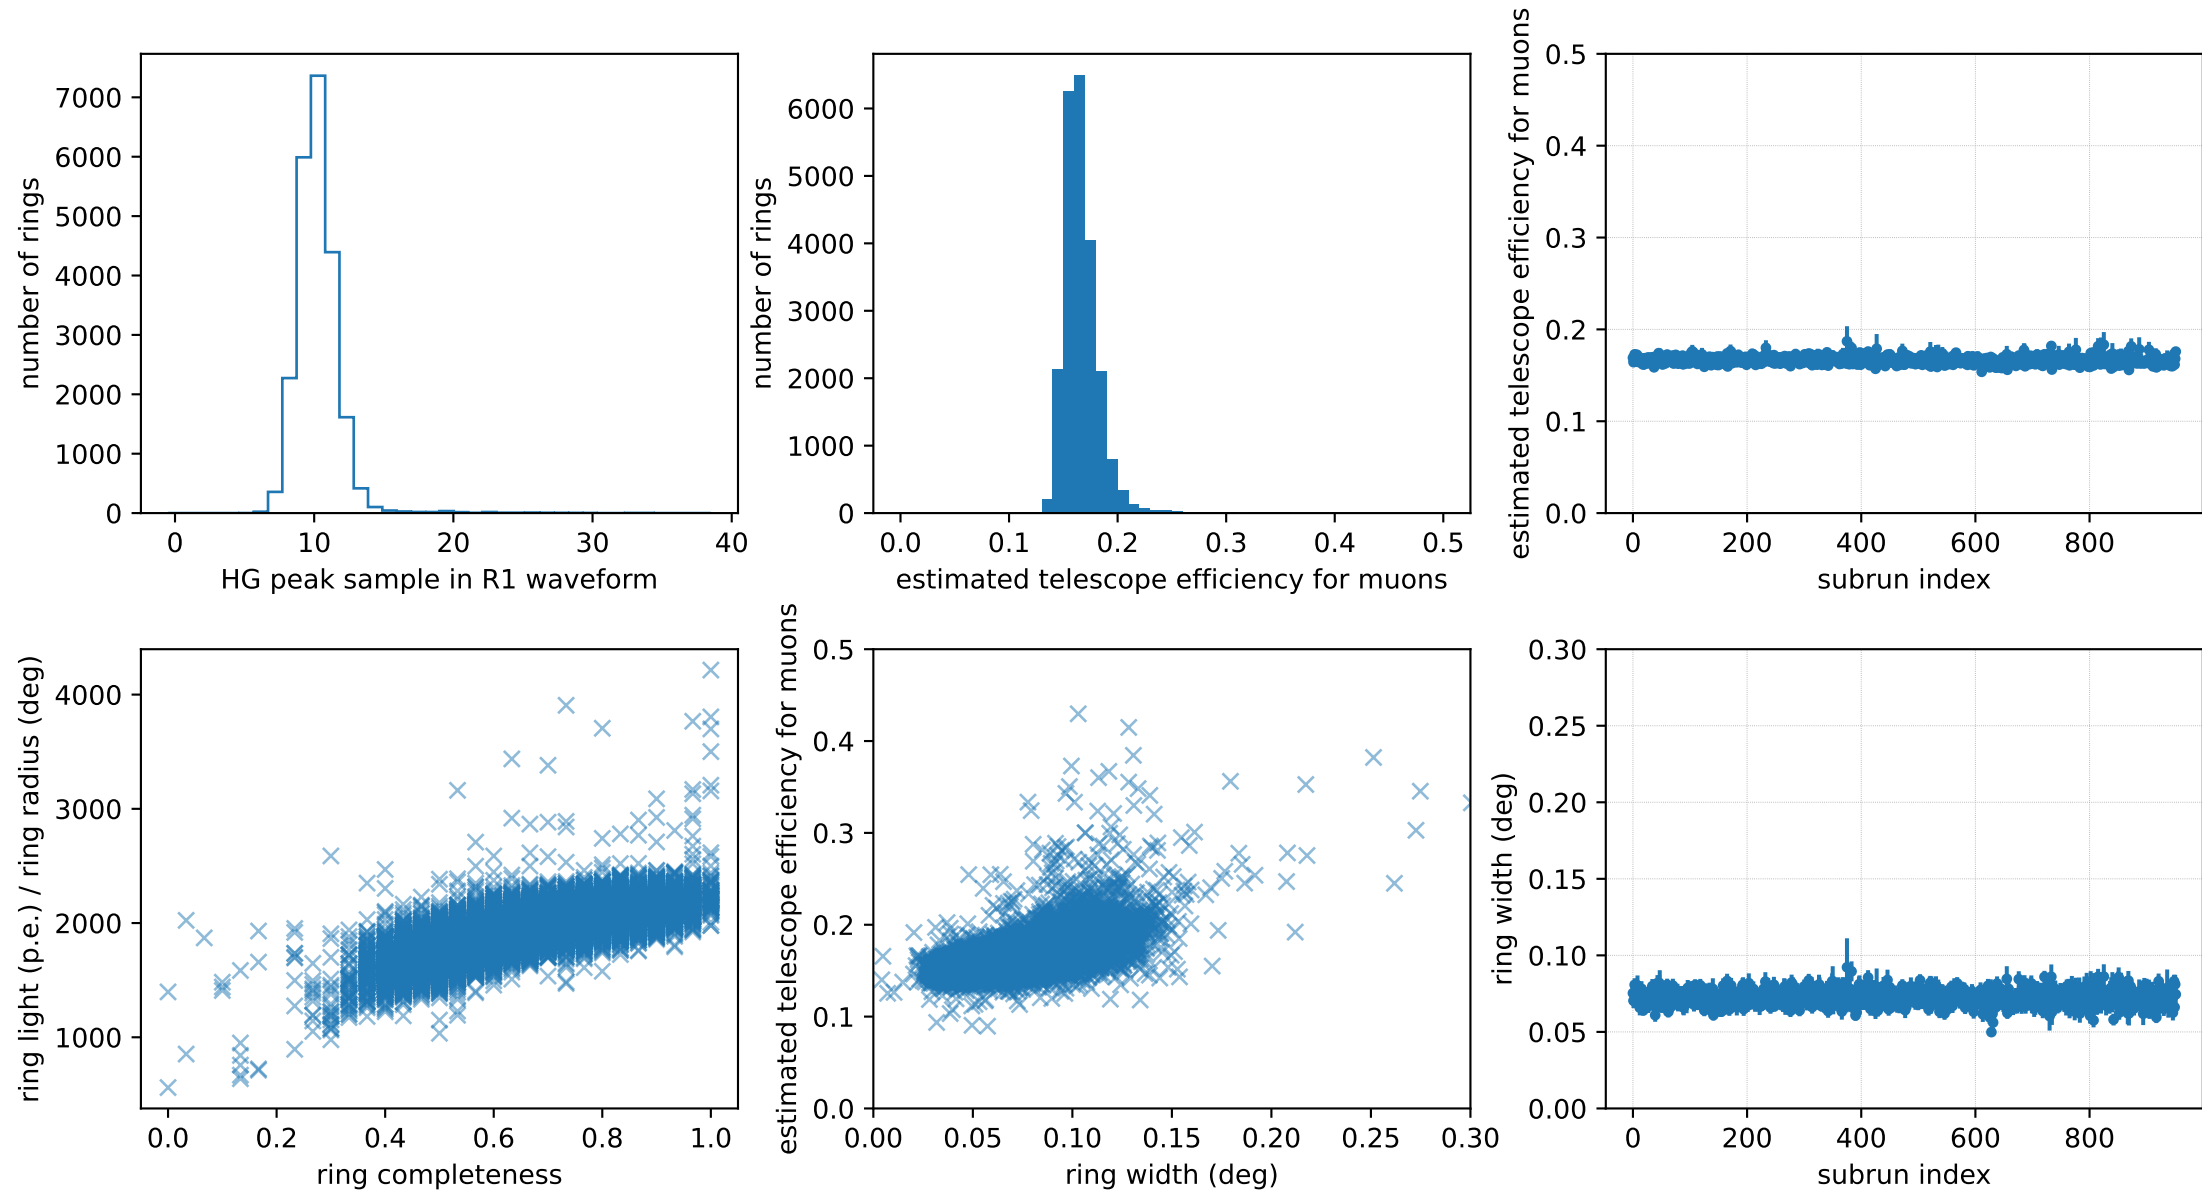 number of rings
7000
6000
5000
4000
3000
2000
1000
0
0 10 20 30 40
HG peak sample in R1 waveform
number of rings
6000
5000
4000
3000
2000
1000
0
0.0 0.1 0.2 0.3 0.4 0.5
estimated telescope efficiency for muons
estimated telescope efficiency for muons
0.5
0.4
0.3
0.2
0.1
0.0
0 200 400 600 800
subrun index
ring light (p.e.) / ring radius (deg)
4000
3000
2000
1000
0.0 0.2 0.4 0.6 0.8 1.0
ring completeness
estimated telescope efficiency for muons
0.5
0.4
0.3
0.2
0.1
0.0
0.00 0.05 0.10 0.15 0.20 0.25 0.30
ring width (deg)
ring width (deg)
0.30
0.25
0.20
0.15
0.10
0.05
0.00
0 200 400 600 800
subrun index